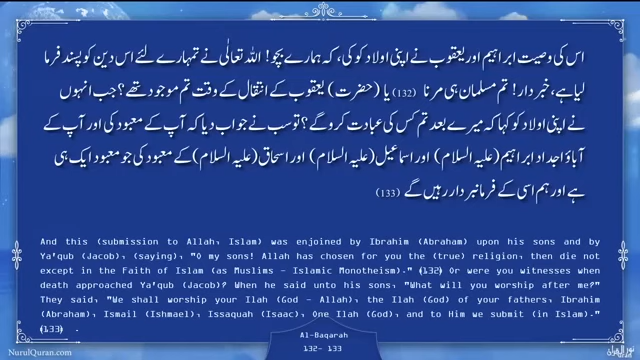 اس کی وصیت ابراہیم اور یعقوب نے اپنی اولاد کو کی، کہ ہمارے بچو! اللہ تعالٰی نے تمہارے لئے اس دین کو پسند فرما
لیا ہے، خبردار! تم مسلمان ہی مرنا (132) یا (حضرت) یعقوب کے انتقال کے وقت تم موجود تھے؟ جب انہوں
نے اپنی اولاد کو کہا کہ میرے بعد تم کس کی عبادت کرو گے؟ تو سب نے جواب دیا کہ آپ کے معبود کی اور آپ کے
آباؤ اجداد ابراہیم (علیہ السلام) اور اسماعیل (علیہ السلام) اور اسحاق (علیہ السلام) کے معبود کی جو معبود ایک ہی
ہے اور ہم اسی کے فرمانبردار رہیں گے (133)
And this (submission to Allah, Islam) was enjoined by Ibrahim (Abraham) upon his sons and by
Ya'qub (Jacob), (saying), "O my sons! Allah has chosen for you the (true) religion, then die not
except in the Faith of Islam (as Muslims - Islamic Monotheism)." (132) Or were you witnesses when
death approached Ya'qub (Jacob)? When he said unto his sons, "What will you worship after me?"
They said, "We shall worship your Ilah (God - Allah), the Ilah (God) of your fathers, Ibrahim
(Abraham), Ismail (Ishmael), Issaquah (Isaac), One Ilah (God), and to Him we submit (in Islam)."
(133) .
Al-Baqarah
132- 133
NurulQuran.com